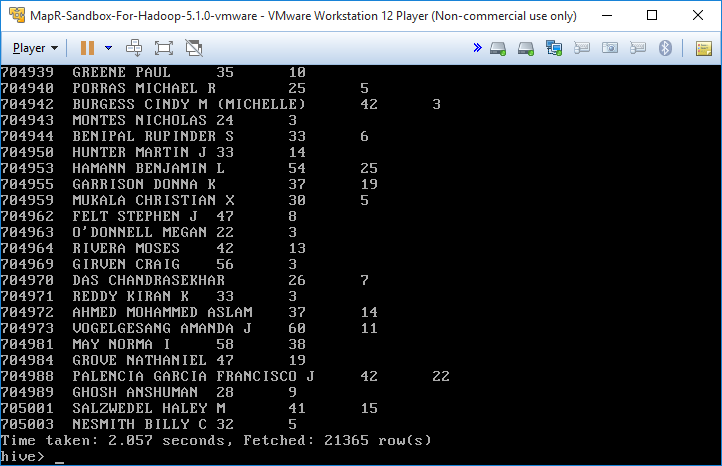 MapR-Sandbox-For-Hadoop-5.1.0-vmware - VMware Workstation 12 Player (Non-commercial use only)
Player
704939 GREENE PAUL 35 10
704940 PORRAS MICHAEL R 25 5
704942 BURGESS CINDY M (MICHELLE) 42 3
704943 MONTES NICHOLAS 24 3
704944 BENIPAL RUPINDER S 33 6
704950 HUNTER MARTIN J 33 14
704953 HAMANN BENJAMIN L 54 25
704955 GARRISON DONNA K 37 19
704959 MUKALA CHRISTIAN X 30 5
704962 FELT STEPHEN J 47 8
704963 O'DONNELL MEGAN 22 3
704964 RIVERA MOSES 42 13
704969 GIRVEN CRAIG 56 3
704970 DAS CHANDRASEKHAR 26 7
704971 REDDY KIRAN K 33 3
704972 AHMED MOHAMMED ASLAM 37 14
704973 VOGELGESANG AMANDA J 60 11
704981 MAY NORMA I 58 38
704984 GROVE NATHANIEL 47 19
704988 PALENCIA GARCIA FRANCISCO J 42 22
704989 GHOSH ANSHUMAN 28 9
705001 SALZWEDEL HALEY M 41 15
705003 NESMITH BILLY C 32 5
Time taken: 2.057 seconds, Fetched: 21365 row(s)
hive> _